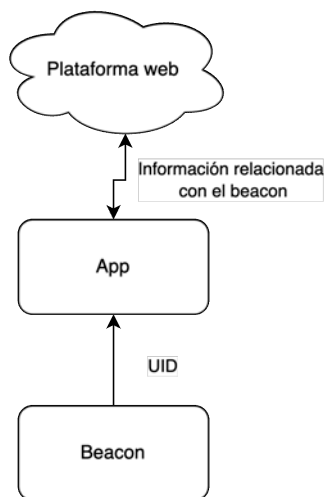 Plataforma web
Información relacionada
con el beacon
App
UID
Beacon